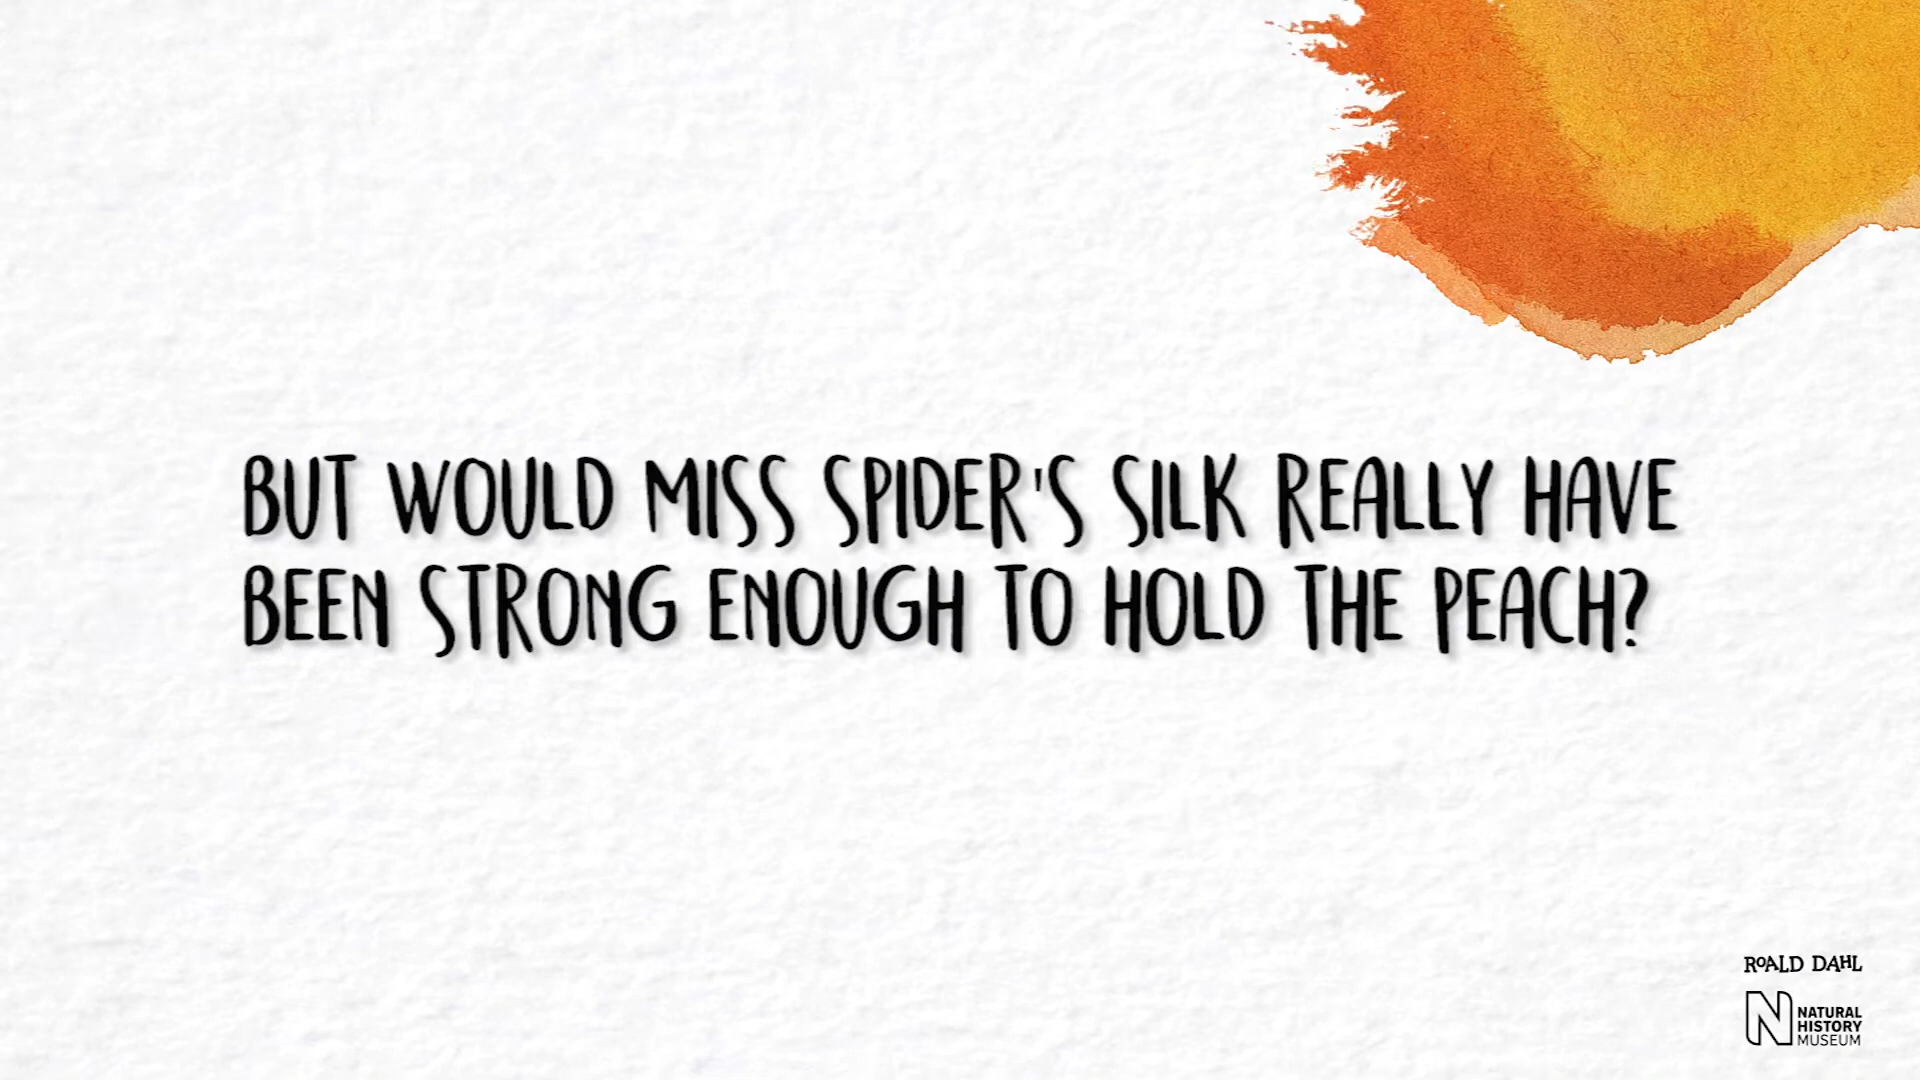 BUT WOULD MISS SPIDER'S SILK REALLY HAVE
BEEN STRONG ENOUGH TO HOLD THE PEACH?
ROALD DAHL
NATURAL
HISTORY
MUSEUM